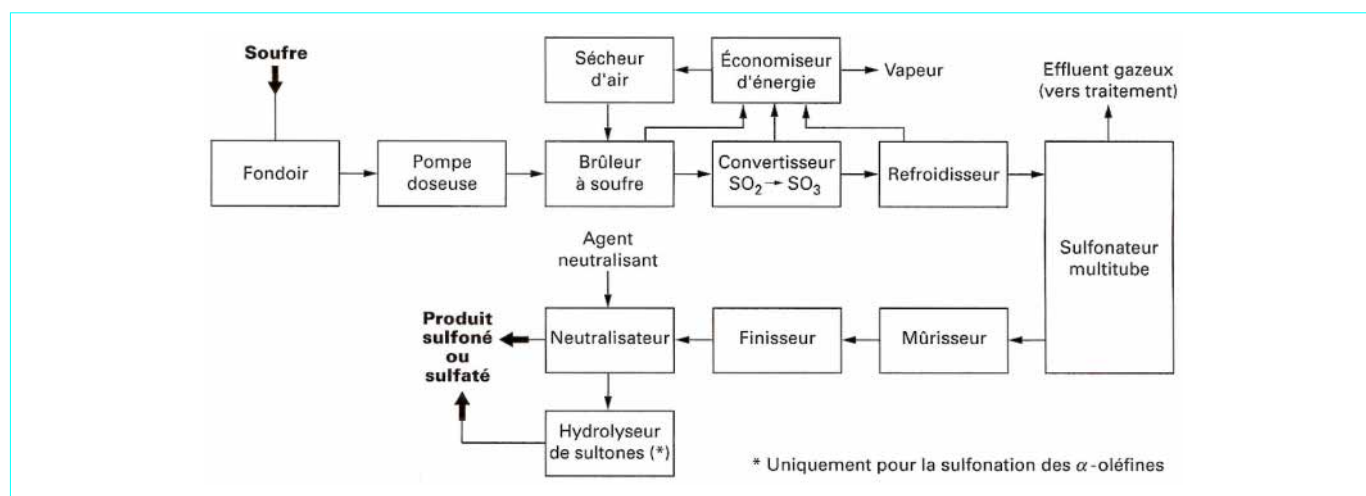 Soufre
Sécheur
d'air
Économiseur
d'énergie
Vapeur
Effluent gazeux
(vers traitement)
Fondoir
Pompe
doseuse
Brûleur
à soufre
Convertisseur
SO₂ → SO₃
Refroidisseur
Sulfonateur
multitube
Agent
neutralisant
Produit
sulfoné
ou
sulfaté
Neutralisateur
Finisseur
Mûrisseur
Hydrolyseur
de sultones (*)
* Uniquement pour la sulfonation des α-oléfines